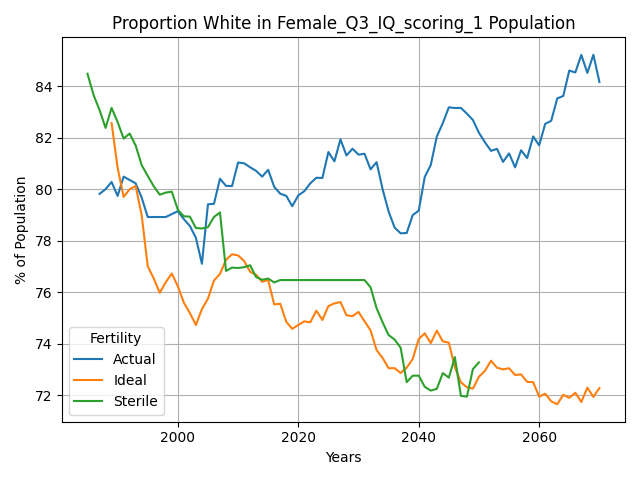 Proportion White in Female_Q3_IQ_scoring_1 Population
% of Population
84
82
80
78
76
74
72
Fertility
Actual
Ideal
Sterile
2000
2020
2040
2060
Years